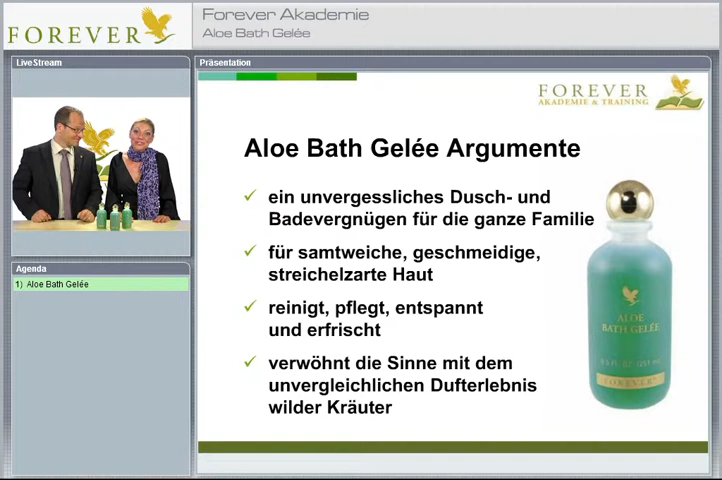 FOREVER
Forever Akademie
Aloe Bath Gelée
LiveStream
Agenda
1) Aloe Bath Gelée
Präsentation
FOREVER
AKADEMIE & TRAINING
Aloe Bath Gelée Argumente
ein unvergessliches Dusch- und
Badevergnügen für die ganze Familie
für samtweiche, geschmeidige,
streichelzarte Haut
reinigt, pflegt, entspannt
und erfrischt
verwöhnt die Sinne mit dem
unvergleichlichen Dufterlebnis
wilder Kräuter
ALOE
BATH GELÉE
FOREVER